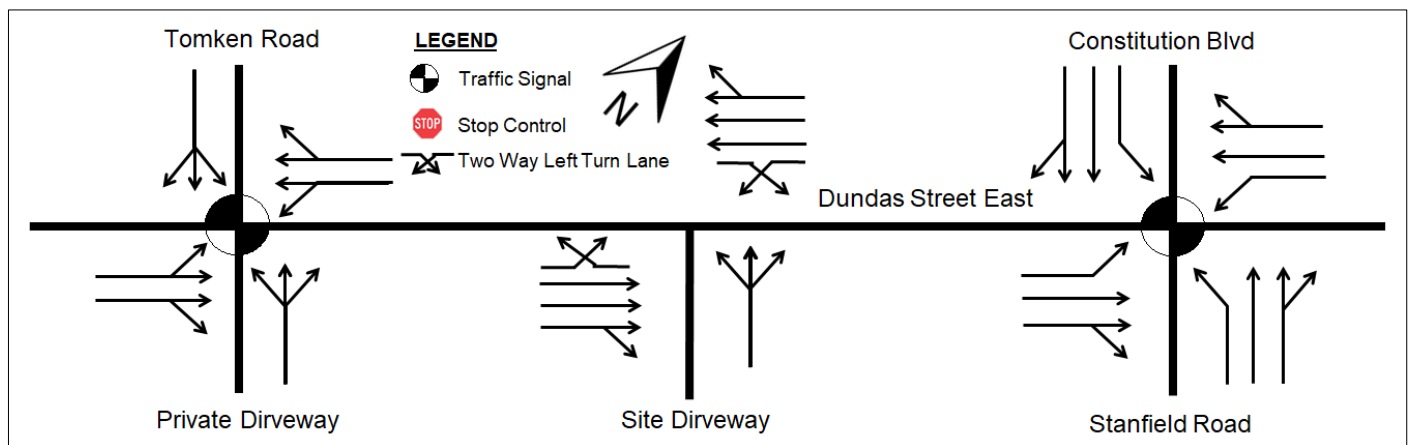 Tomken Road
LEGEND
Traffic Signal
STOP
Stop Control
Two Way Left Turn Lane
N
Constitution Blvd
Dundas Street East
Private Dirveway
Site Dirveway
Stanfield Road